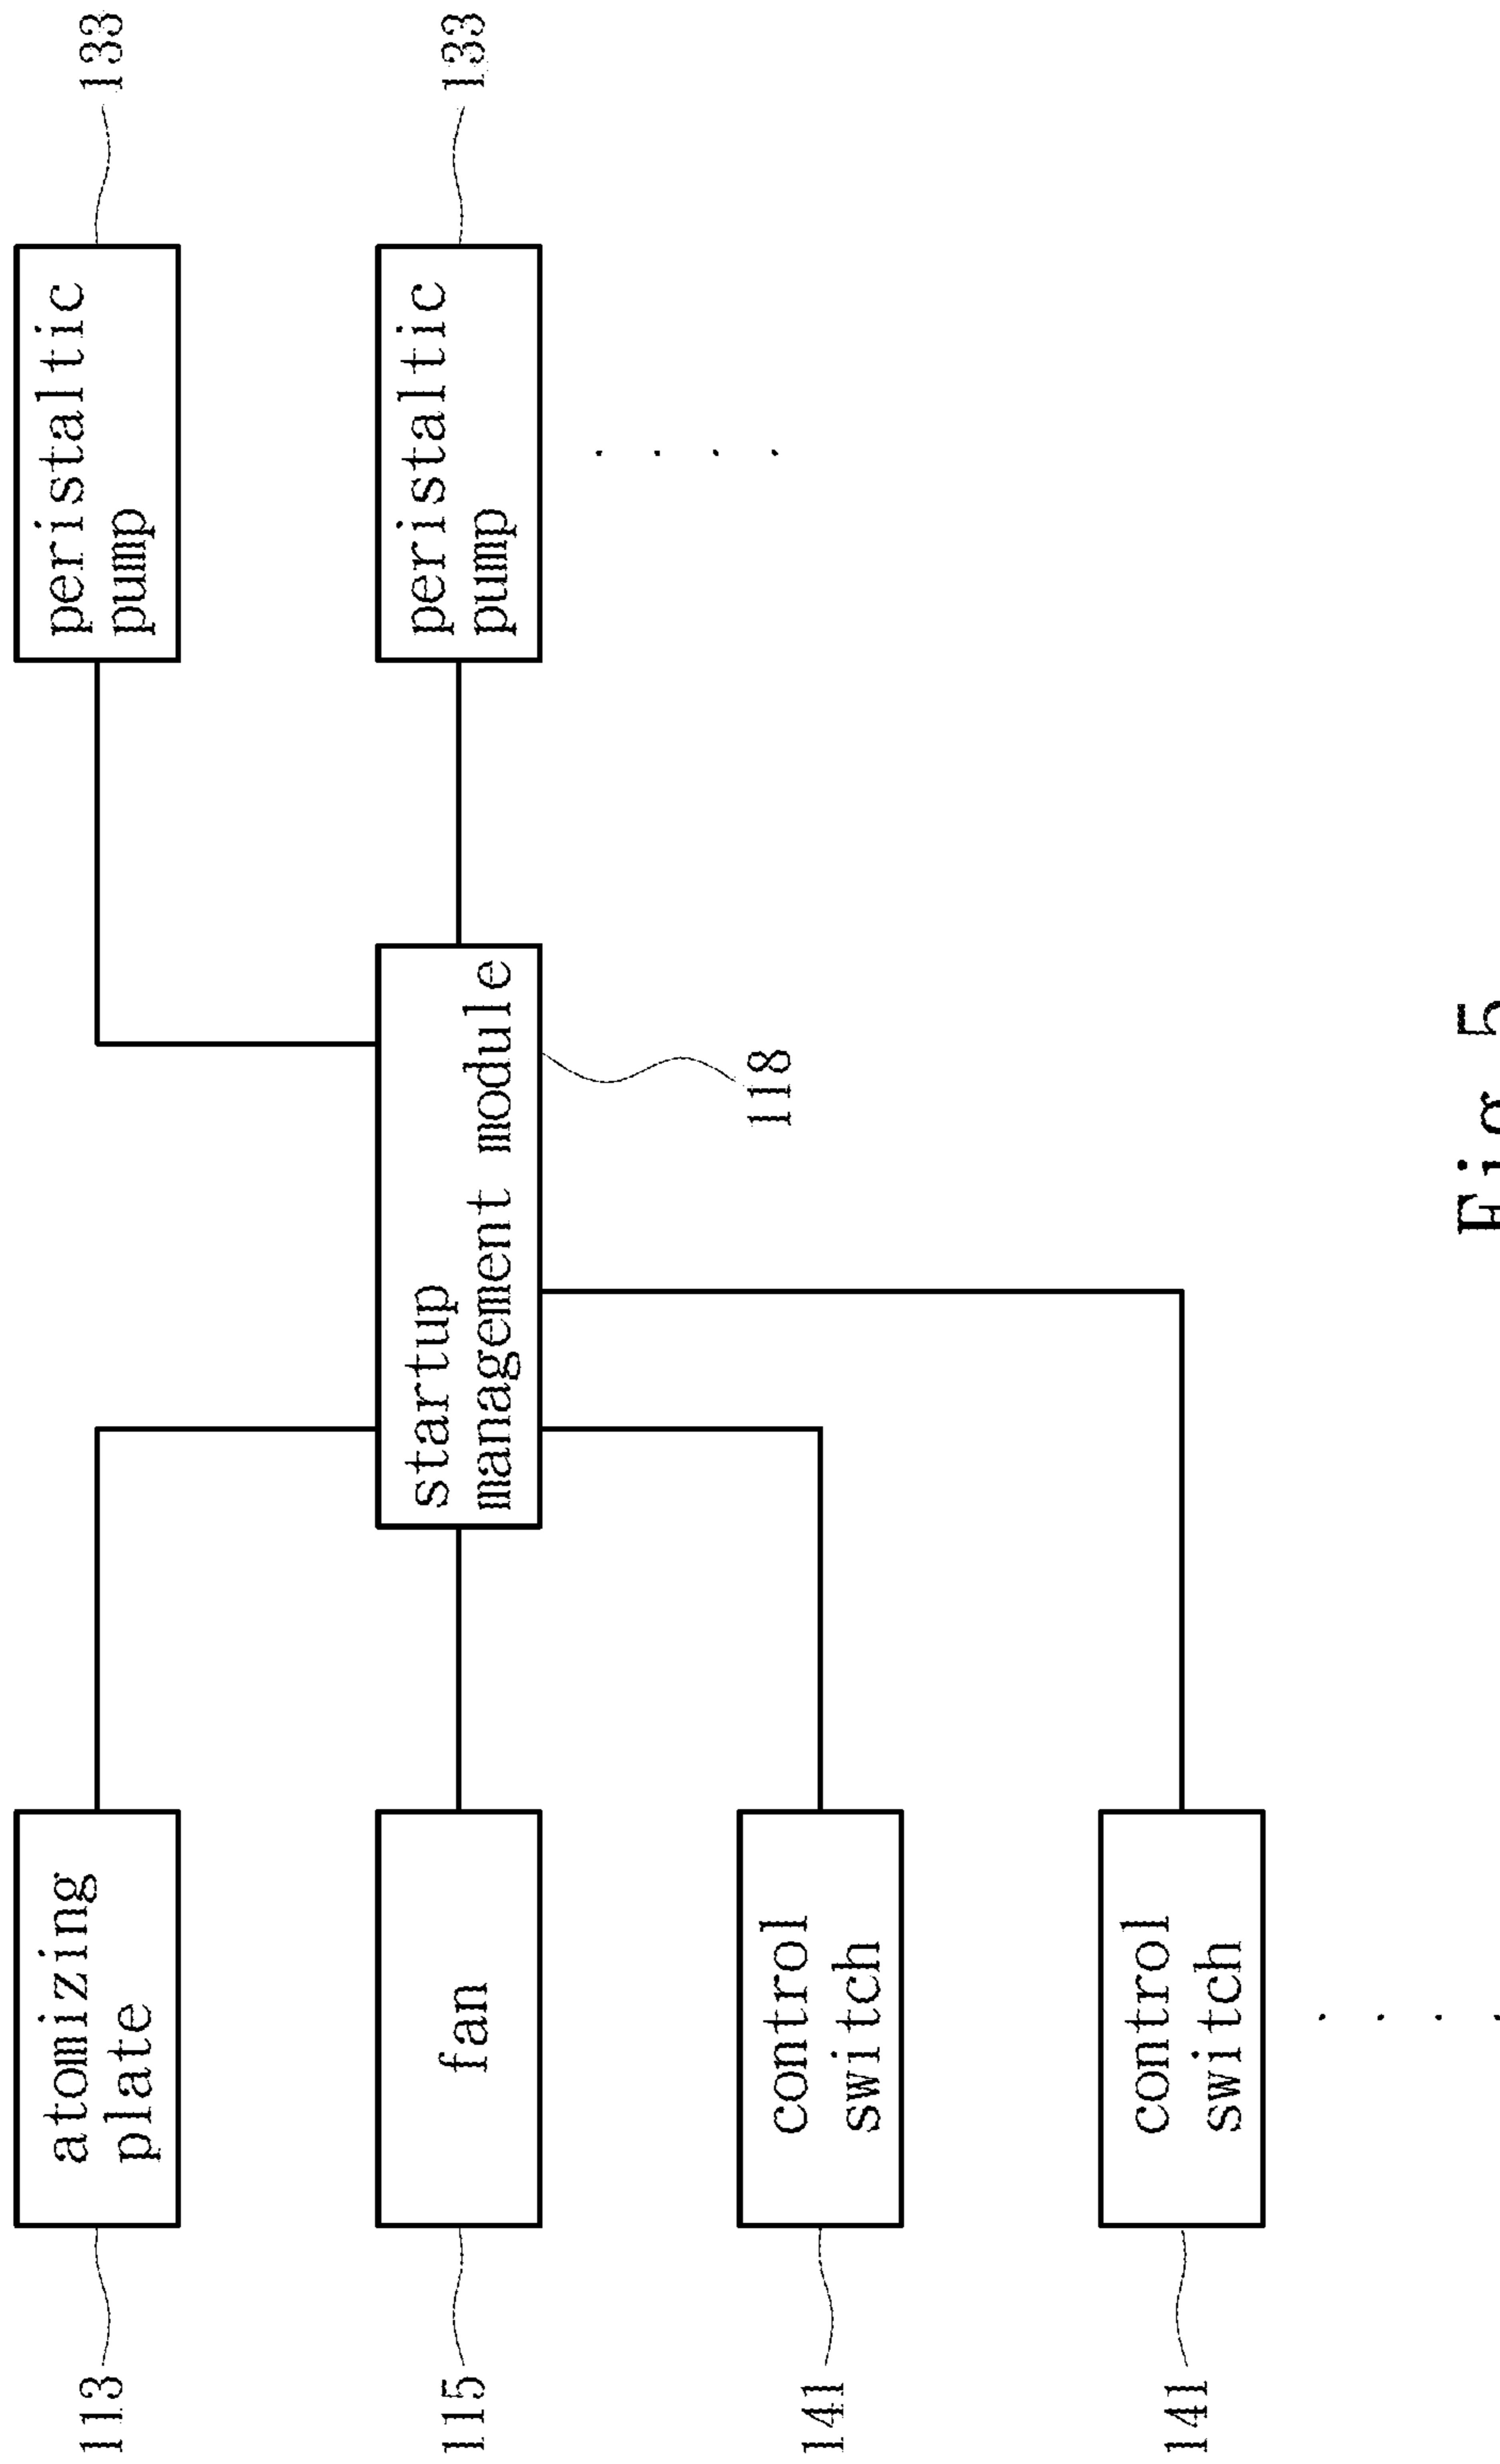 113
atomizing
plate
peristaltic
pump
133
115
fan
startup
management module
118
peristaltic
pump
133
141
control
switch
141
control
switch
Fig 5